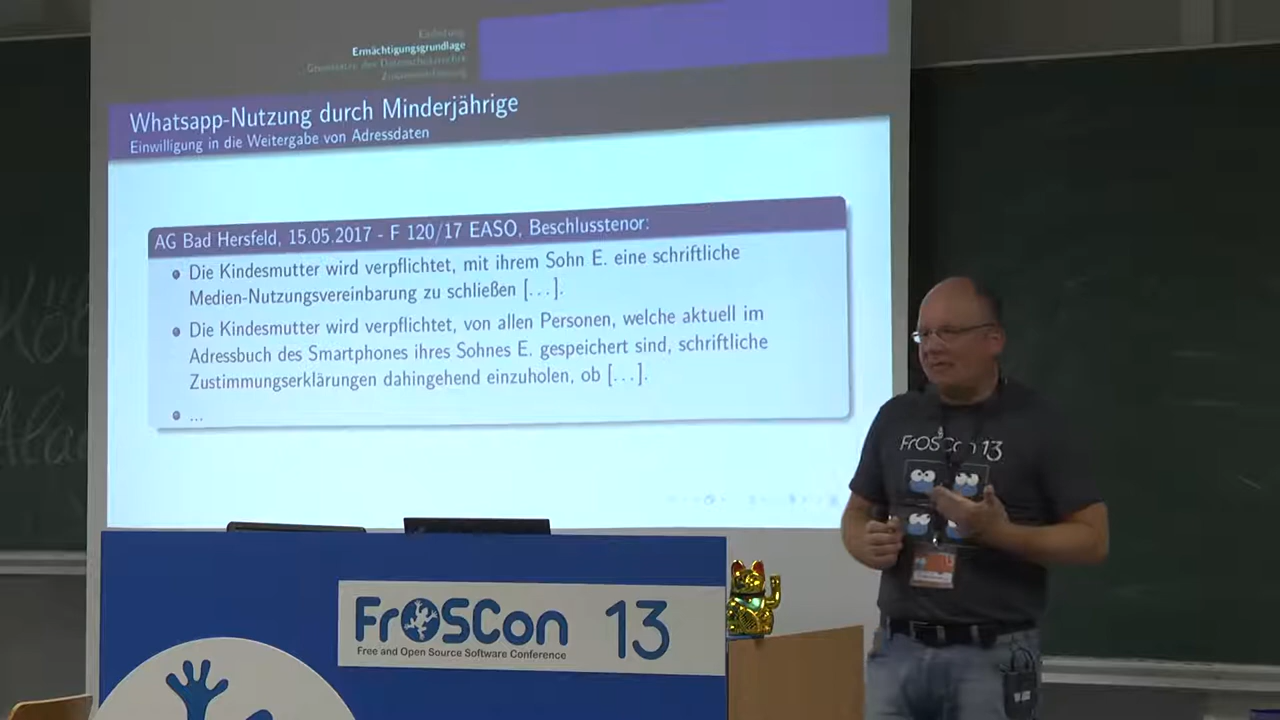 Einleitung
Ermächtigungsgrundlage
Grundsätze des Datenschutzrechts
Zusammenfassung
Whatsapp-Nutzung durch Minderjährige
Einwilligung in die Weitergabe von Adressdaten
AG Bad Hersfeld, 15.05.2017 - F 120/17 EASO, Beschlusstenor:
Die Kindesmutter wird verpflichtet, mit ihrem Sohn E. eine schriftliche
Medien-Nutzungsvereinbarung zu schließen [...].
Die Kindesmutter wird verpflichtet, von allen Personen, welche aktuell im
Adressbuch des Smartphones ihres Sohnes E. gespeichert sind, schriftliche
Zustimmungserklärungen dahingehend einzuholen, ob [...].
...
FrOSCon 13
FrOSCon 13
Free and Open Source Software Conference